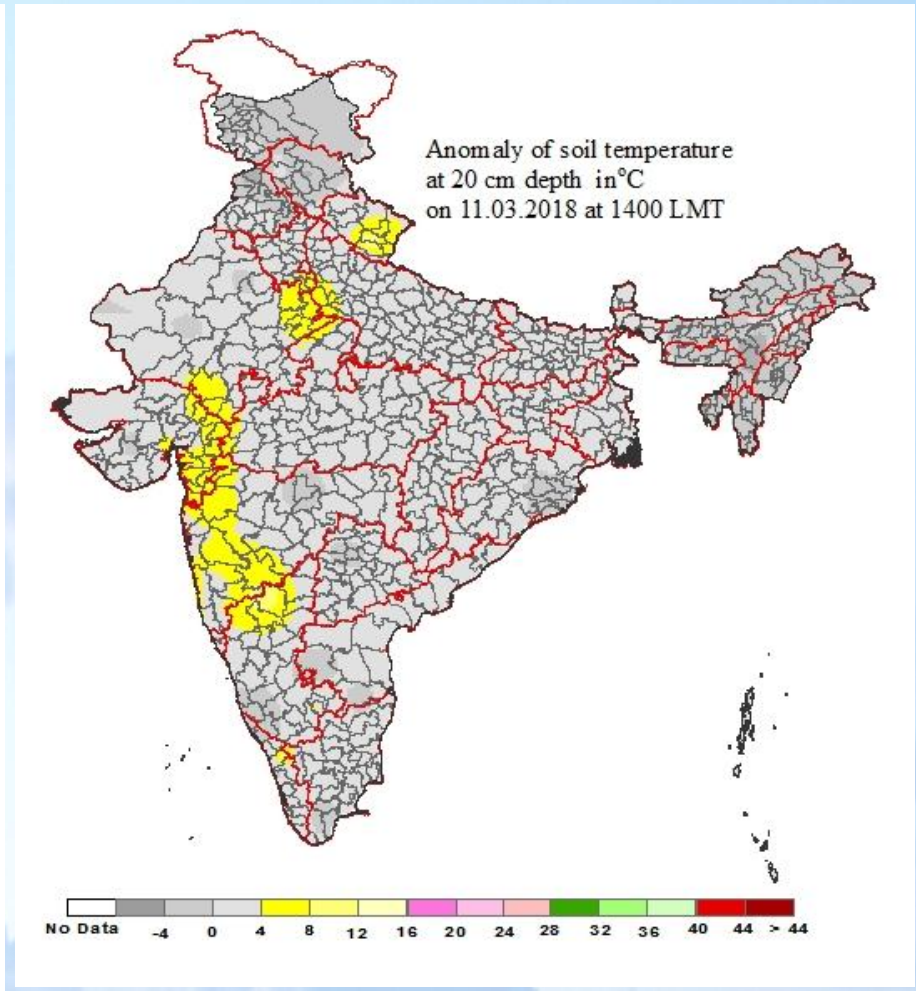 Anomaly of soil temperature
at 20 cm depth in°C
on 11.03.2018 at 1400 LMT
No Data -4 0 4 8 12 16 20 24 28 32 36 40 44 > 44